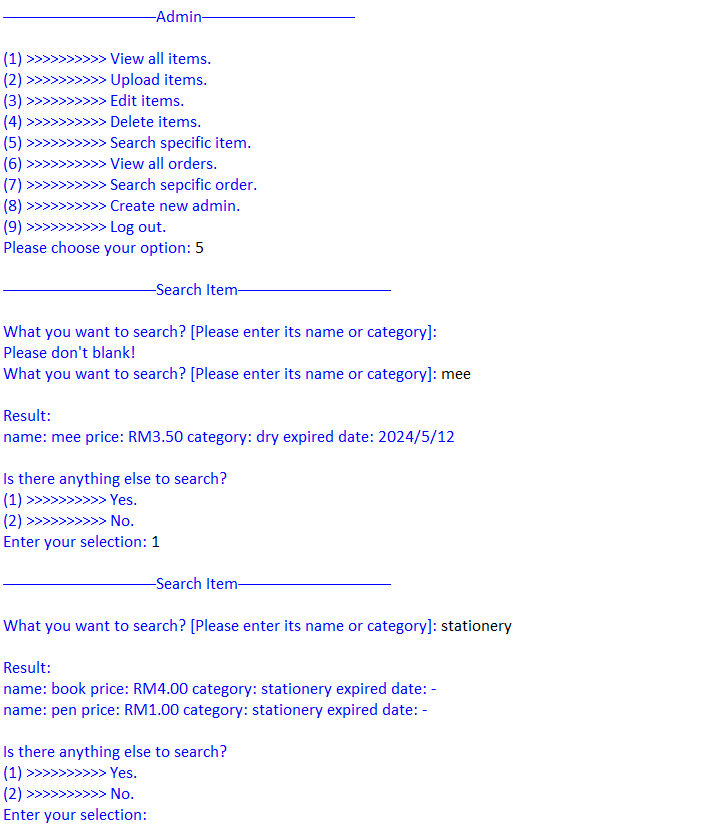 ——————————Admin——————————
(1) >>>>>>>>>> View all items.
(2) >>>>>>>>>> Upload items.
(3) >>>>>>>>>> Edit items.
(4) >>>>>>>>>> Delete items.
(5) >>>>>>>>>> Search specific item.
(6) >>>>>>>>>> View all orders.
(7) >>>>>>>>>> Search sepcific order.
(8) >>>>>>>>>> Create new admin.
(9) >>>>>>>>>> Log out.
Please choose your option: 5
——————————Search Item——————————
What you want to search? [Please enter its name or category]:
Please don't blank!
What you want to search? [Please enter its name or category]: mee
Result:
name: mee price: RM3.50 category: dry expired date: 2024/5/12
Is there anything else to search?
(1) >>>>>>>>>> Yes.
(2) >>>>>>>>>> No.
Enter your selection: 1
——————————Search Item——————————
What you want to search? [Please enter its name or category]: stationery
Result:
name: book price: RM4.00 category: stationery expired date: -
name: pen price: RM1.00 category: stationery expired date: -
Is there anything else to search?
(1) >>>>>>>>>> Yes.
(2) >>>>>>>>>> No.
Enter your selection: